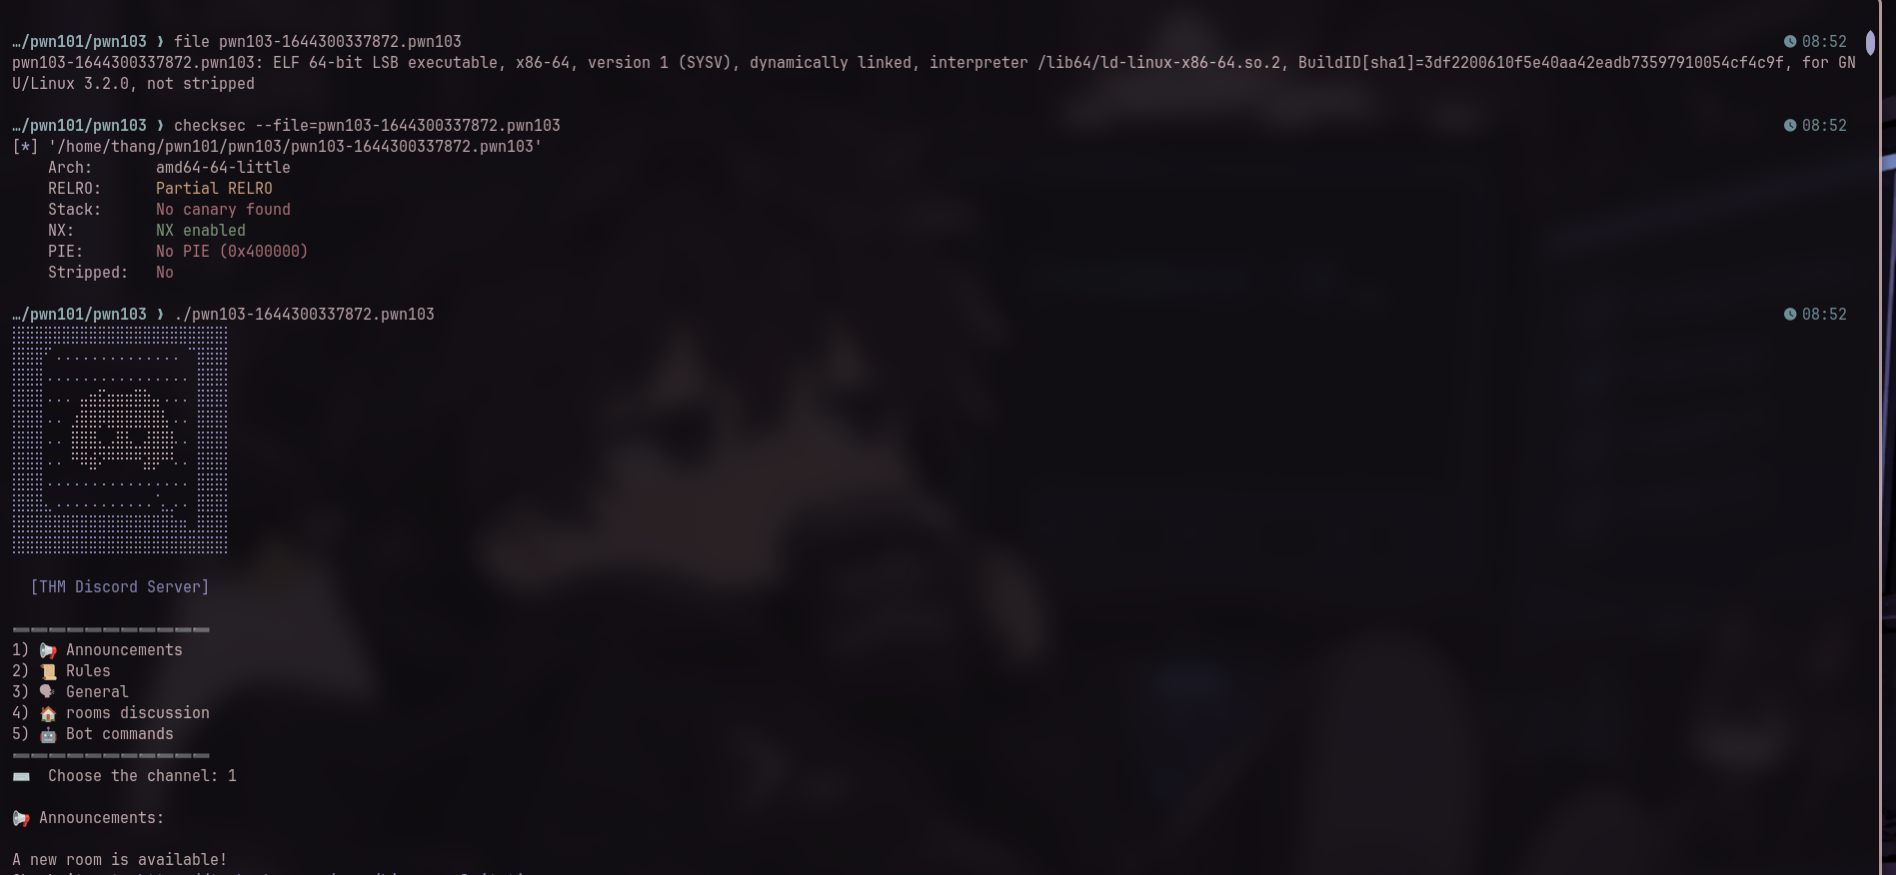 …/pwn101/pwn103 ❯ file pwn103-1644300337872.pwn103 08:52
pwn103-1644300337872.pwn103: ELF 64-bit LSB executable, x86-64, version 1 (SYSV), dynamically linked, interpreter /lib64/ld-linux-x86-64.so.2, BuildID[sha1]=3df2200610f5e40aa42eadb73597910054cf4c9f, for GN
U/Linux 3.2.0, not stripped
…/pwn101/pwn103 ❯ checksec --file=pwn103-1644300337872.pwn103 08:52
[*] '/home/thang/pwn101/pwn103/pwn103-1644300337872.pwn103'
Arch: amd64-64-little
RELRO: Partial RELRO
Stack: No canary found
NX: NX enabled
PIE: No PIE (0x400000)
Stripped: No
…/pwn101/pwn103 ❯ ./pwn103-1644300337872.pwn103 08:52
[THM Discord Server]
1) 📢 Announcements
2) 📜 Rules
3) 🗣 General
4) 🏠 rooms discussion
5) 🤖 Bot commands
⌨️ Choose the channel: 1
📢 Announcements:
A new room is available!